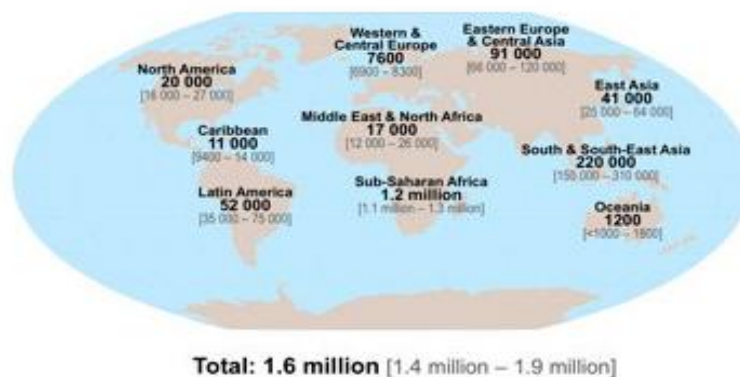 Western &
Central Europe
7600
[6900 – 8300]
Eastern Europe
& Central Asia
91 000
[66 000 – 120 000]
North America
20 000
[16 000 – 27 000]
East Asia
41 000
[25 000 – 64 000]
Middle East & North Africa
17 000
[12 000 – 26 000]
Caribbean
11 000
[9400 – 14 000]
South & South-East Asia
220 000
[150 000 – 310 000]
Sub-Saharan Africa
1.2 million
[1.1 million – 1.3 million]
Latin America
52 000
[35 000 – 75 000]
Oceania
1200
[<1000 – 1800]
Total: 1.6 million [1.4 million – 1.9 million]